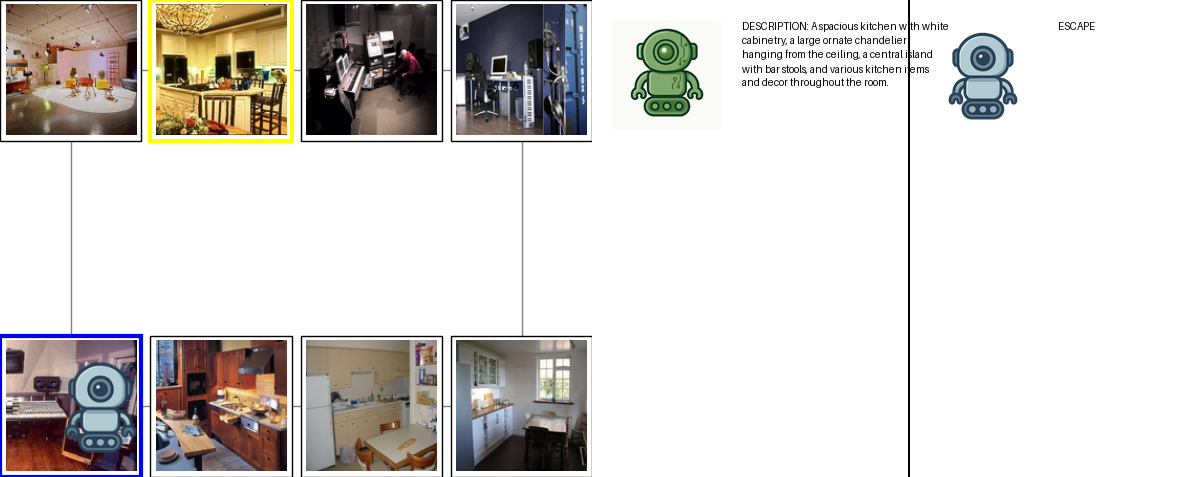 DESCRIPTION: A spacious kitchen with white
cabinetry, a large ornate chandelier
hanging from the ceiling, a central island
with bar stools, and various kitchen items
and decor throughout the room.
ESCAPE
MUSIC BOXS